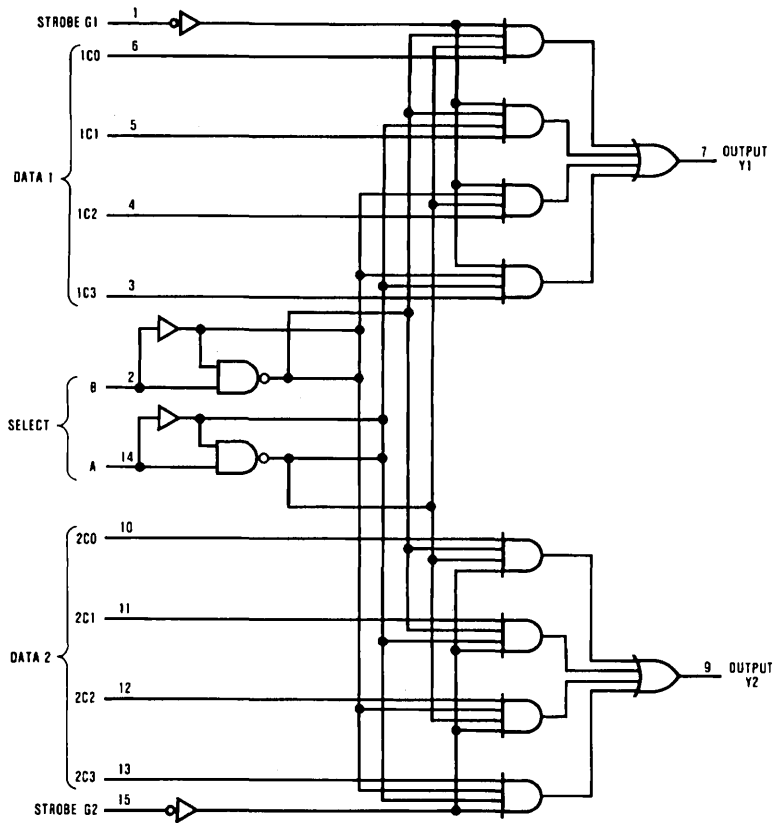 STROBE G1 1
6
1C0
5
1C1
DATA 1
7 OUTPUT
Y1
4
1C2
3
1C3
2
B
SELECT
14
A
10
2C0
11
2C1
DATA 2
9 OUTPUT
Y2
12
2C2
13
2C3
STROBE G2 15